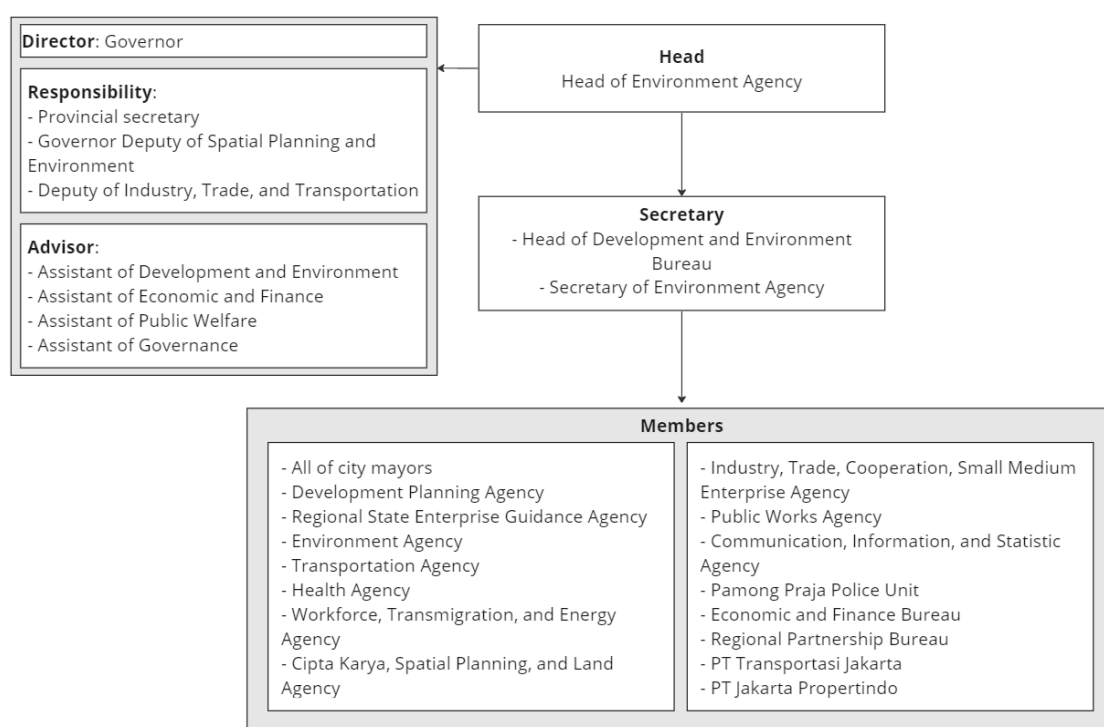 Director: Governor
Responsibility:
- Provincial secretary
- Governor Deputy of Spatial Planning and
Environment
- Deputy of Industry, Trade, and Transportation
Advisor:
- Assistant of Development and Environment
- Assistant of Economic and Finance
- Assistant of Public Welfare
- Assistant of Governance
Head
Head of Environment Agency
Secretary
- Head of Development and Environment
Bureau
- Secretary of Environment Agency
Members
- All of city mayors
- Development Planning Agency
- Regional State Enterprise Guidance Agency
- Environment Agency
- Transportation Agency
- Health Agency
- Workforce, Transmigration, and Energy
Agency
- Cipta Karya, Spatial Planning, and Land
Agency
- Industry, Trade, Cooperation, Small Medium
Enterprise Agency
- Public Works Agency
- Communication, Information, and Statistic
Agency
- Pamong Praja Police Unit
- Economic and Finance Bureau
- Regional Partnership Bureau
- PT Transportasi Jakarta
- PT Jakarta Propertindo